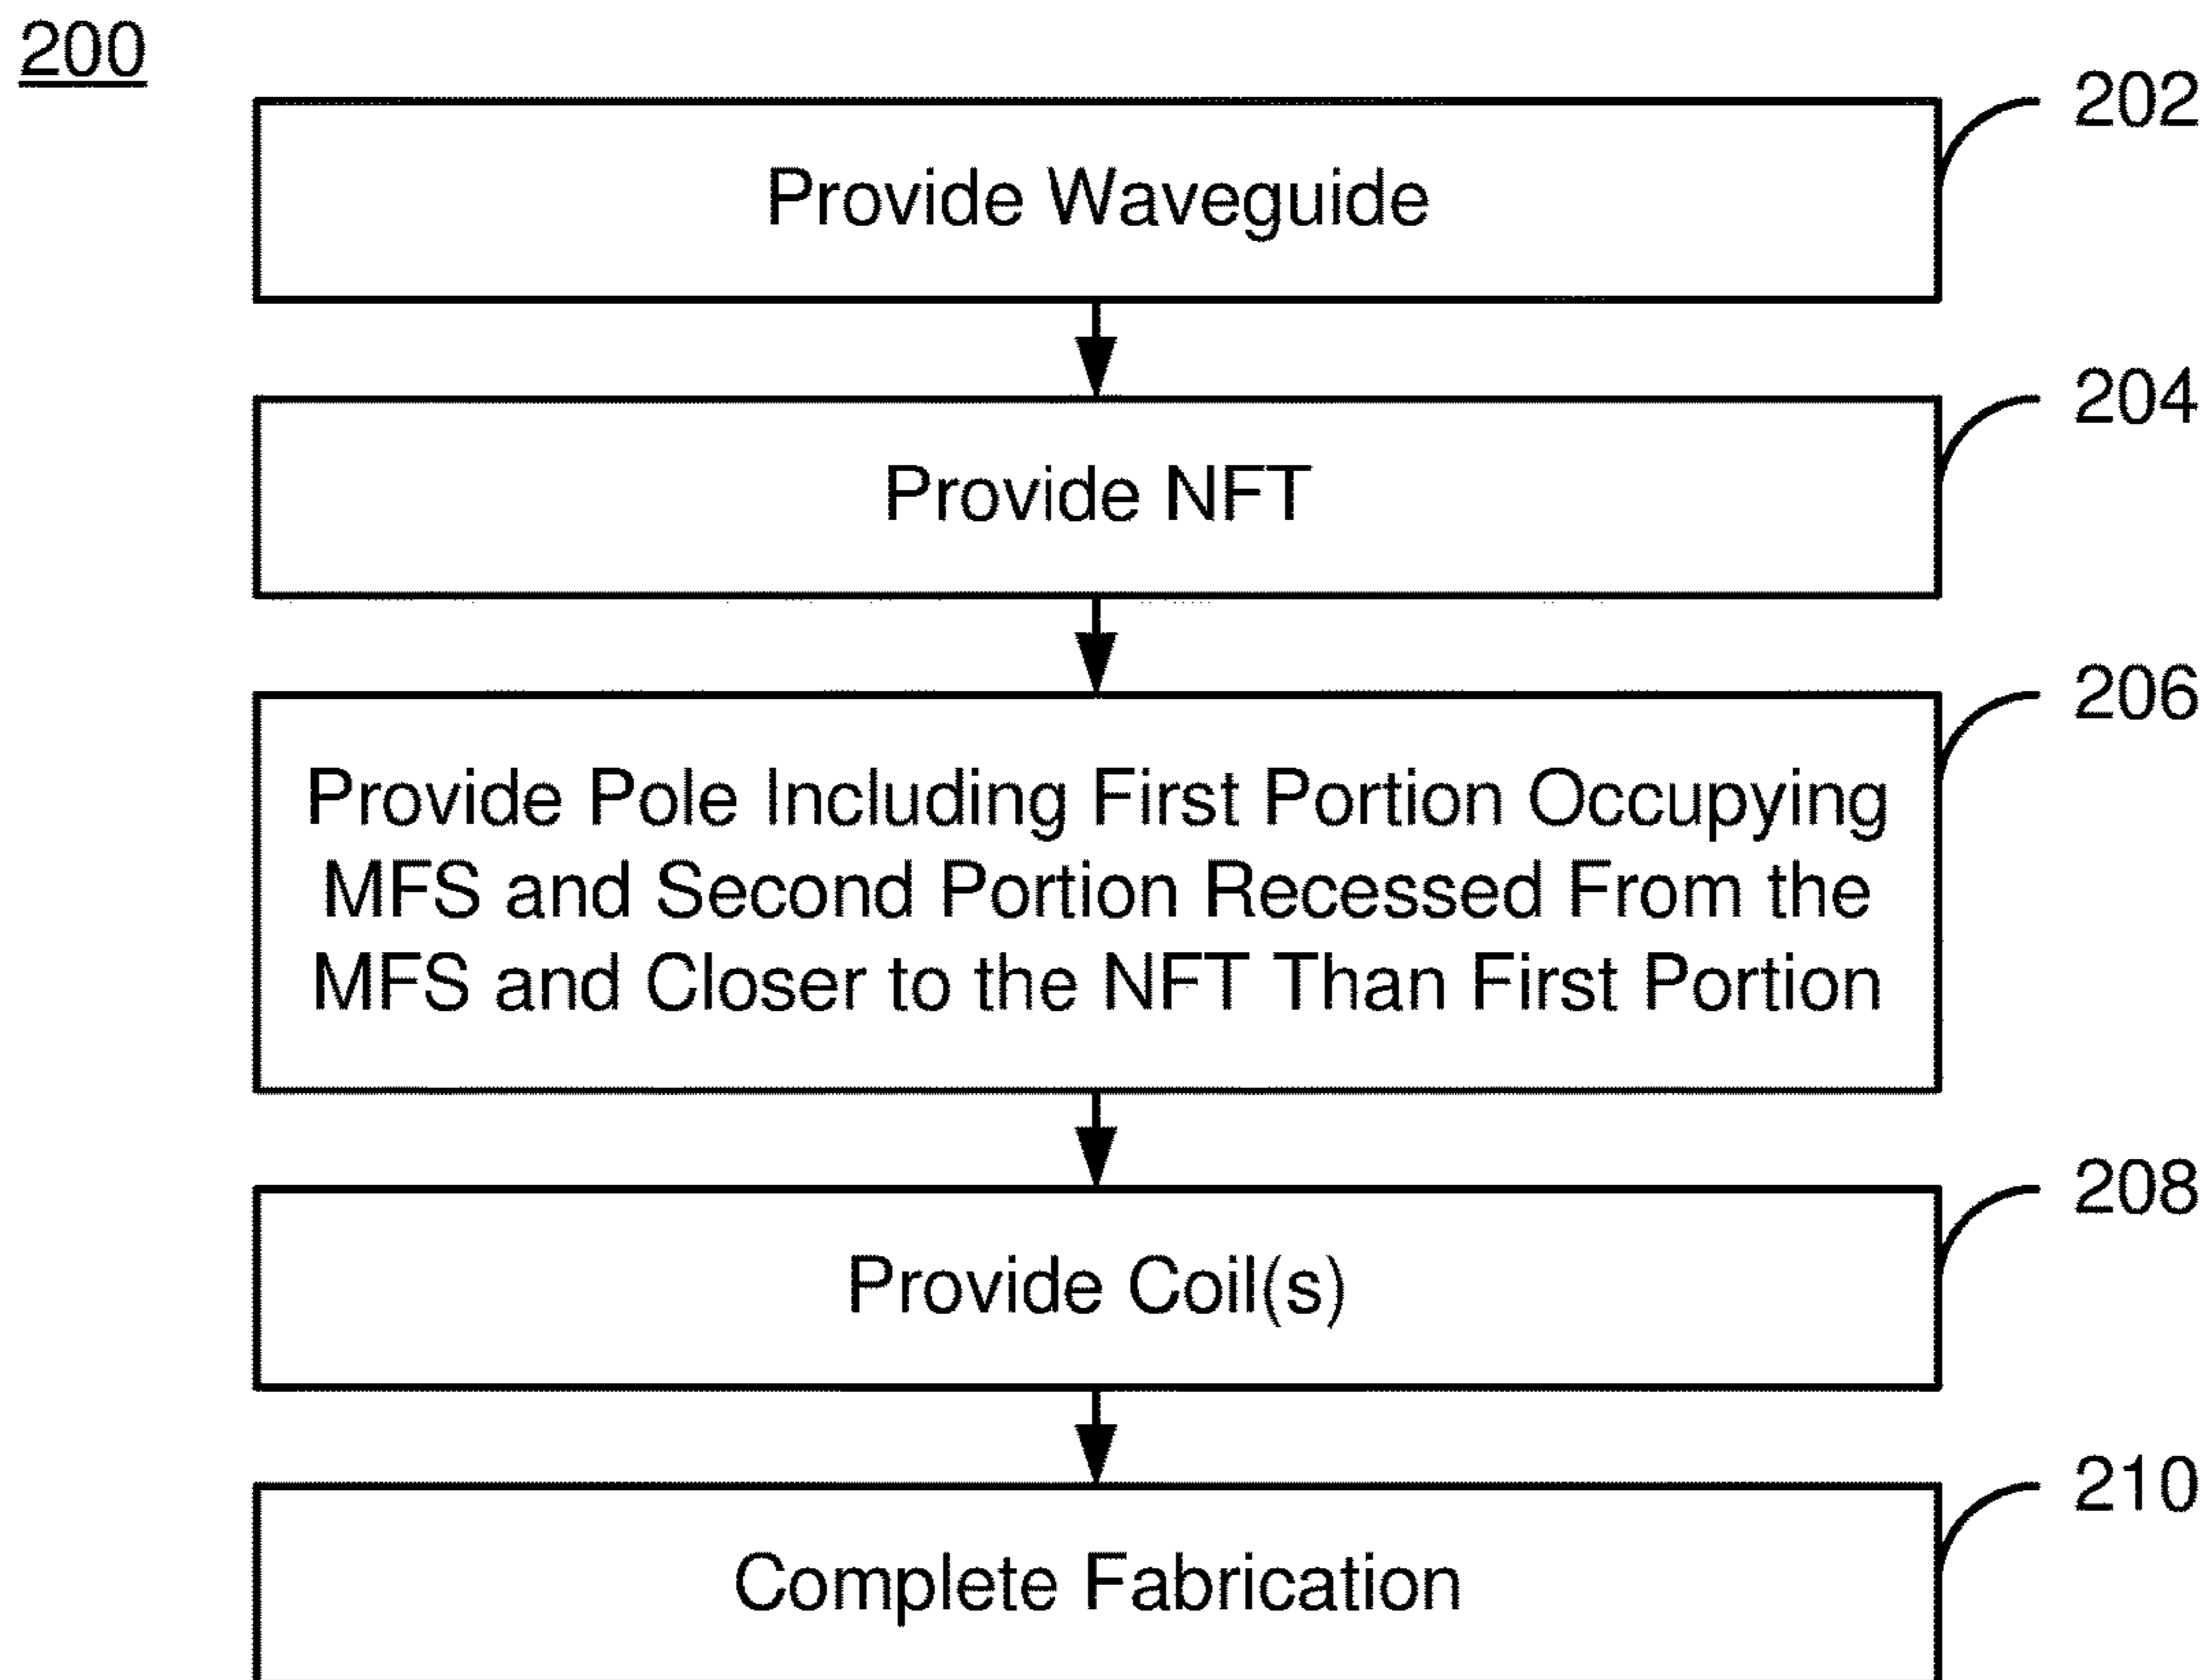 200
202
Provide Waveguide
204
Provide NFT
206
Provide Pole Including First Portion Occupying
MFS and Second Portion Recessed From the
MFS and Closer to the NFT Than First Portion
208
Provide Coil(s)
210
Complete Fabrication